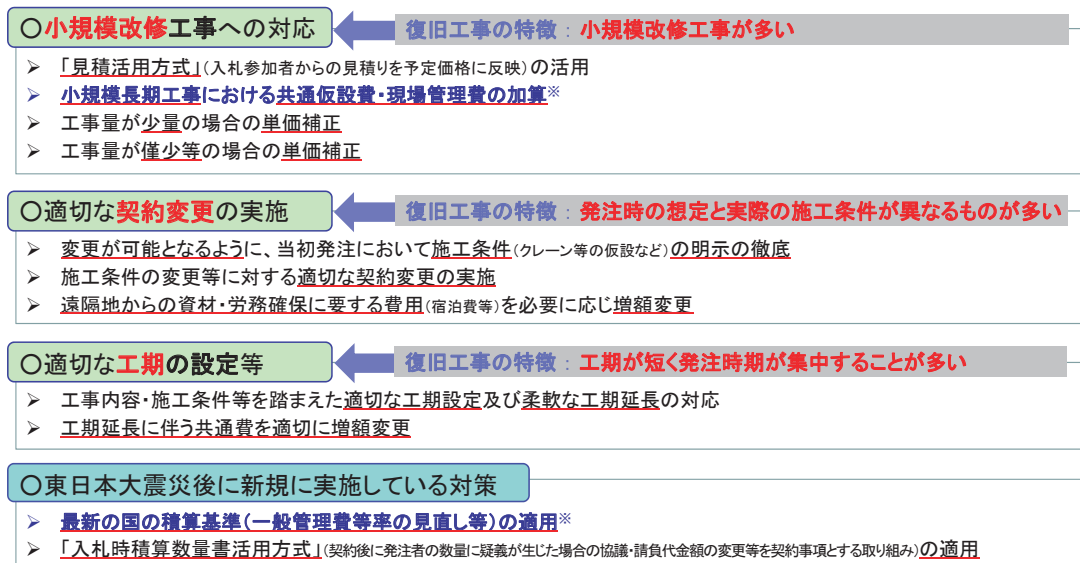 〇小規模改修工事への対応
復旧工事の特徴：小規模改修工事が多い
➢ 「見積活用方式」(入札参加者からの見積りを予定価格に反映)の活用
➢ 小規模長期工事における共通仮設費・現場管理費の加算※
➢ 工事量が少量の場合の単価補正
➢ 工事量が僅少等の場合の単価補正
〇適切な契約変更の実施
復旧工事の特徴：発注時の想定と実際の施工条件が異なるものが多い
➢ 変更が可能となるように、当初発注において施工条件(クレーン等の仮設など)の明示の徹底
➢ 施工条件の変更等に対する適切な契約変更の実施
➢ 遠隔地からの資材・労務確保に要する費用(宿泊費等)を必要に応じ増額変更
〇適切な工期の設定等
復旧工事の特徴：工期が短く発注時期が集中することが多い
➢ 工事内容・施工条件等を踏まえた適切な工期設定及び柔軟な工期延長の対応
➢ 工期延長に伴う共通費を適切に増額変更
〇東日本大震災後に新規に実施している対策
➢ 最新の国の積算基準(一般管理費等率の見直し等)の適用※
➢ 「入札時積算数量書活用方式」(契約後に発注者の数量に疑義が生じた場合の協議・請負代金額の変更等を契約事項とする取り組み)の適用